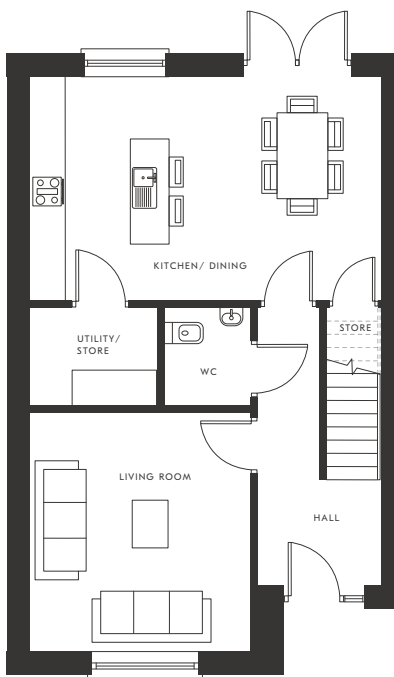 KITCHEN/ DINING
STORE
UTILITY/
STORE
WC
LIVING ROOM
HALL